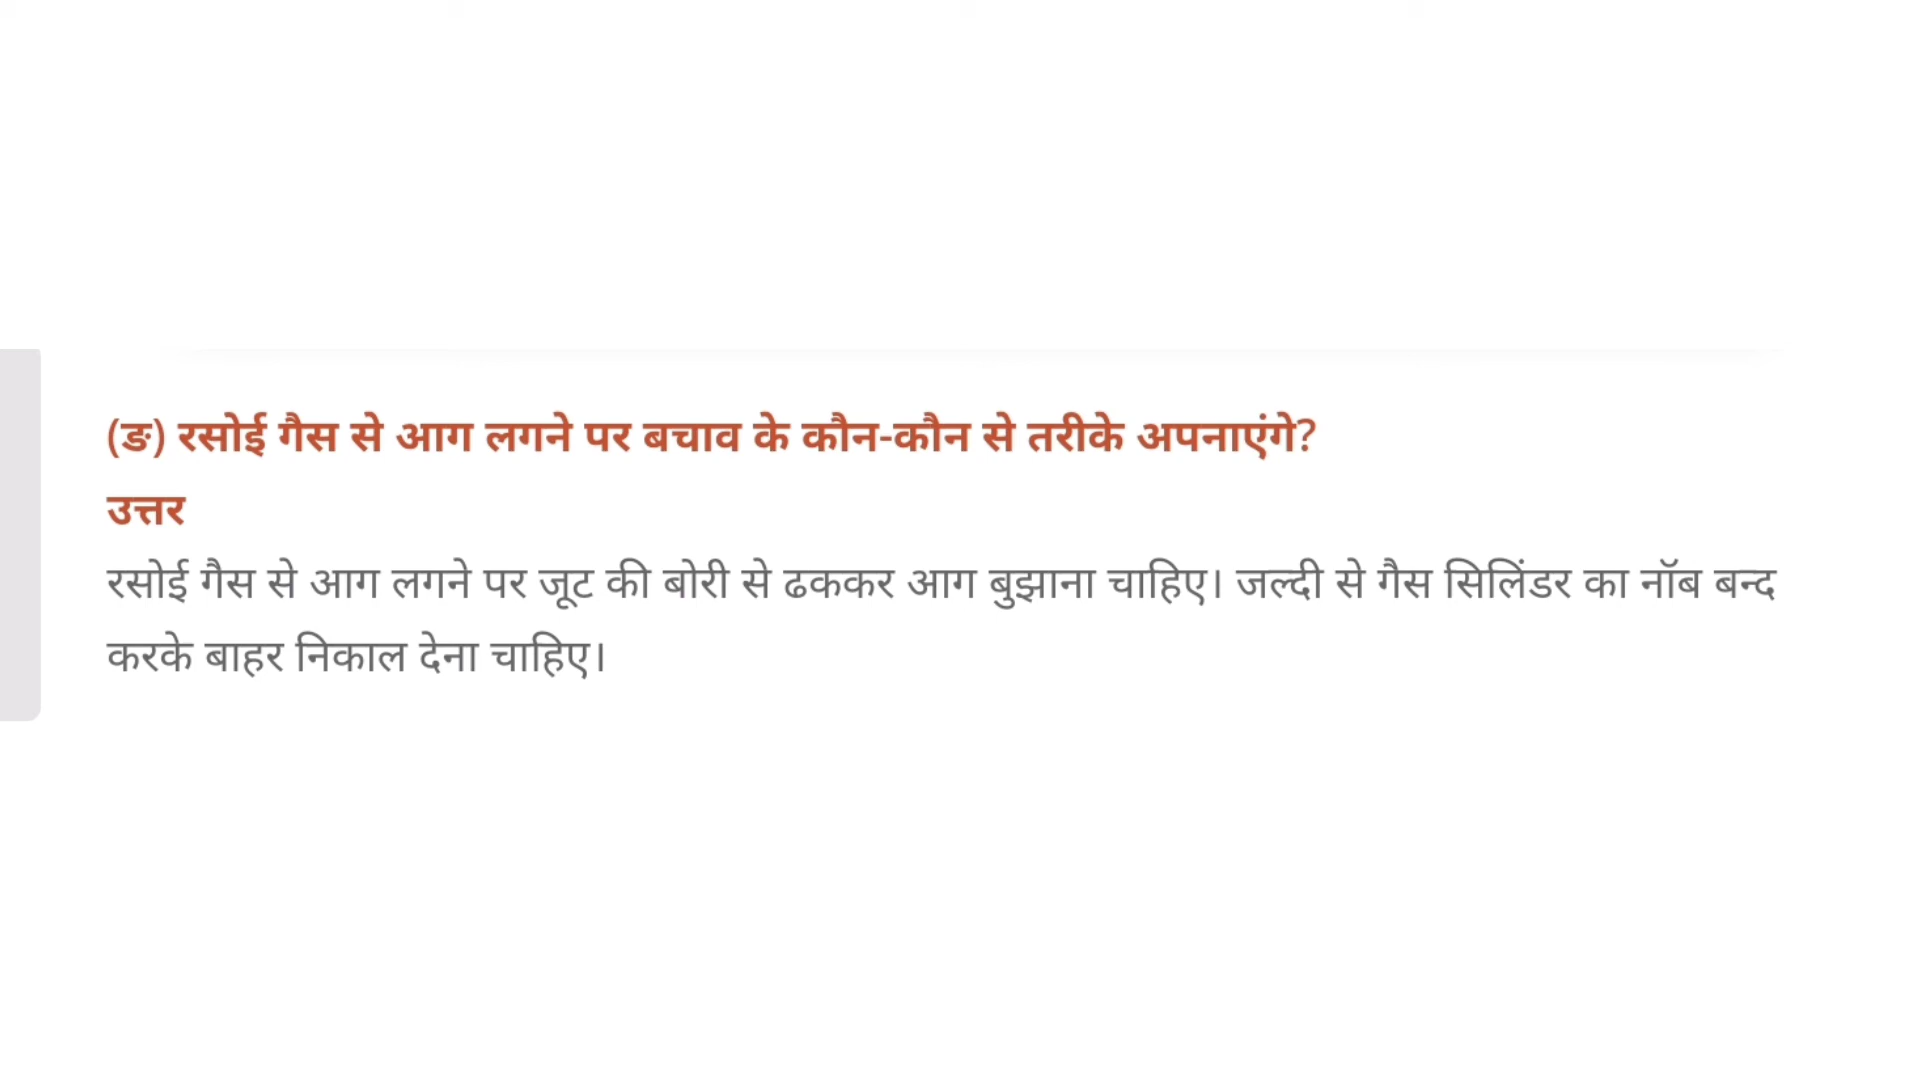 (ङ) रसोई गैस से आग लगने पर बचाव के कौन-कौन से तरीके अपनाएंगे?
उत्तर
रसोई गैस से आग लगने पर जूट की बोरी से ढककर आग बुझाना चाहिए। जल्दी से गैस सिलिंडर का नॉब बन्द
करके बाहर निकाल देना चाहिए।